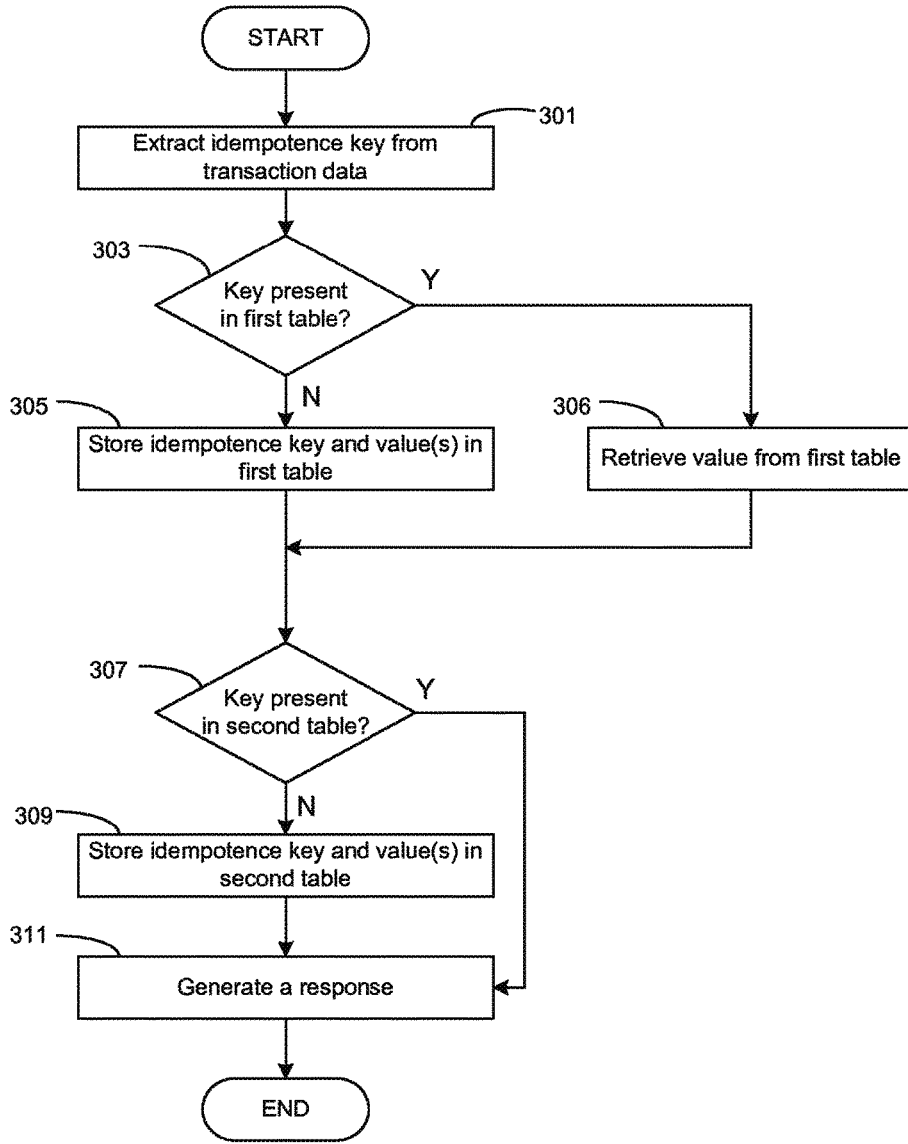 START
301
Extract idempotence key from
transaction data
303
Y
Key present
in first table?
N
305
306
Store idempotence key and value(s) in
first table
Retrieve value from first table
307
Y
Key present
in second table?
N
309
Store idempotence key and value(s) in
second table
311
Generate a response
END